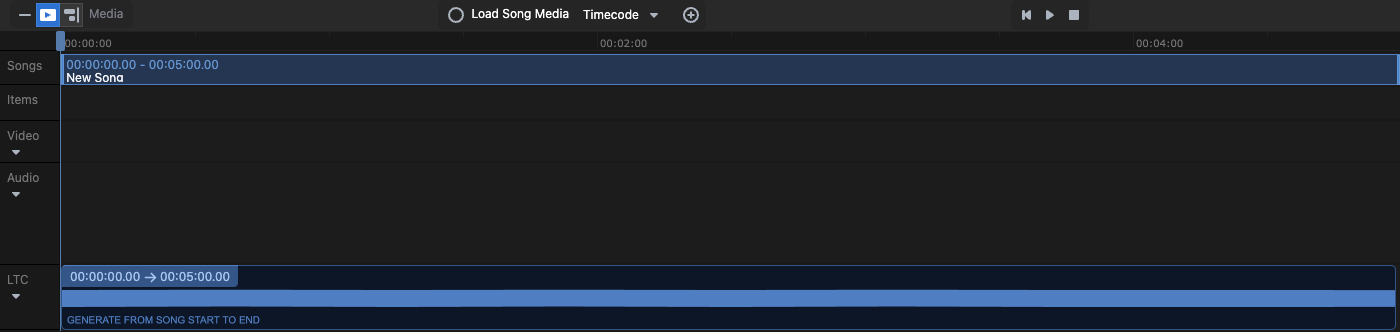 Media
Load Song Media Timecode
00:00:00 00:02:00 00:04:00
Songs
00:00:00.00 - 00:05:00.00
New Song
Items
Video
Audio
LTC
00:00:00.00 → 00:05:00.00
GENERATE FROM SONG START TO END